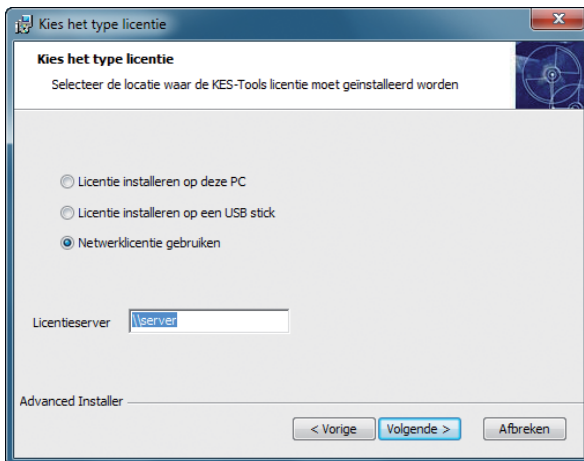 Kies het type licentie
Kies het type licentie
Selecteer de locatie waar de KES-Tools licentie moet geïnstalleerd worden
Licentie installeren op deze PC
Licentie installeren op een USB stick
Netwerklicentie gebruiken
Licentieserver \\server
Advanced Installer
< Vorige Volgende > Afbreken